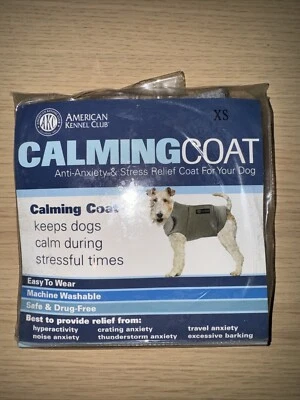 AKC
AMERICAN
KENNEL CLUB®
XS
CALMINGCOAT
Anti-Anxiety & Stress Relief Coat For Your Dog
Calming Coat
keeps dogs
calm during
stressful times
Easy To Wear
Machine Washable
Safe & Drug-Free
Best to provide relief from:
hyperactivity crating anxiety travel anxiety
noise anxiety thunderstorm anxiety excessive barking